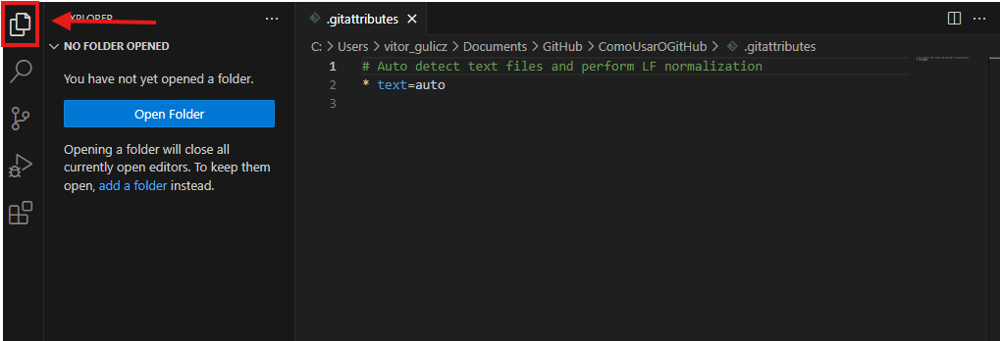 EXPLORER
NO FOLDER OPENED
You have not yet opened a folder.
Open Folder
Opening a folder will close all
currently open editors. To keep them
open, add a folder instead.
.gitattributes
C: > Users > vitor_gulicz > Documents > GitHub > ComoUsarOGitHub > .gitattributes
1 # Auto detect text files and perform LF normalization
2 * text=auto
3